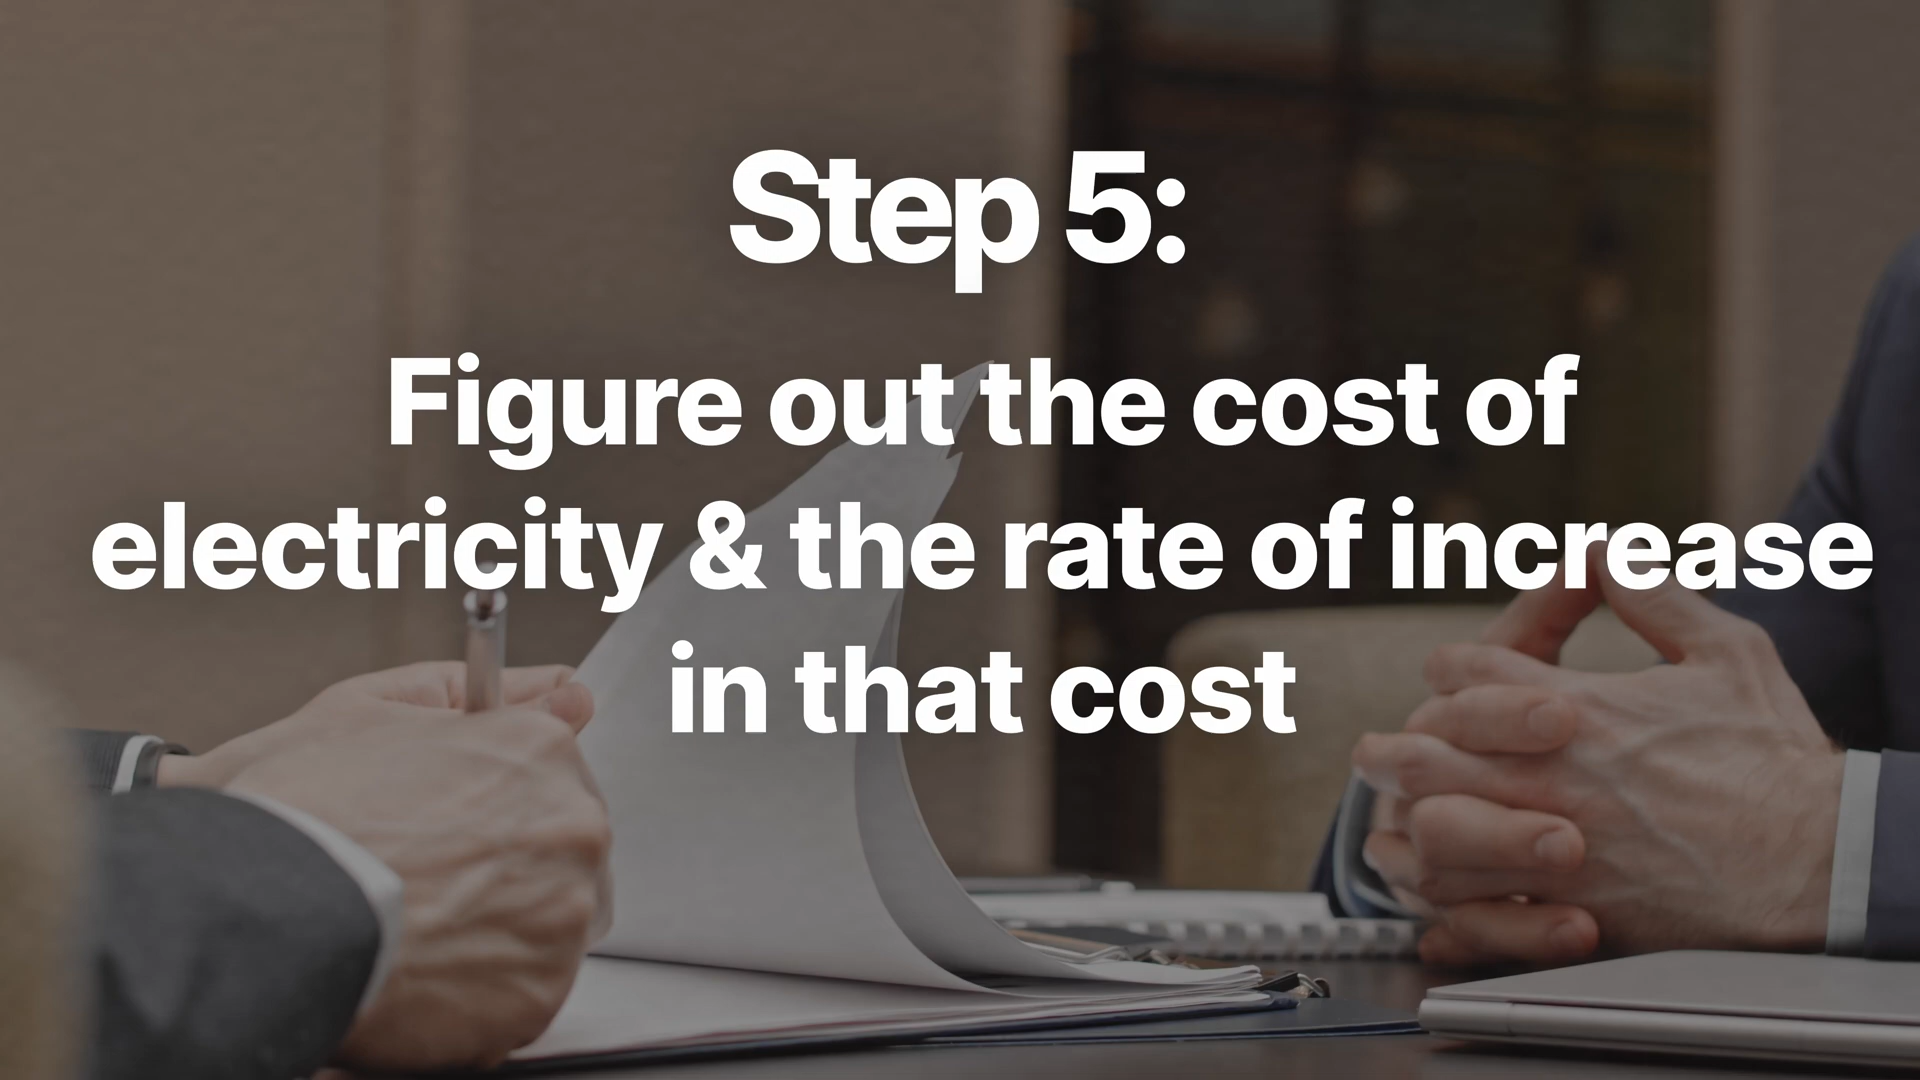 Step 5:
Figure out the cost of
electricity & the rate of increase
in that cost